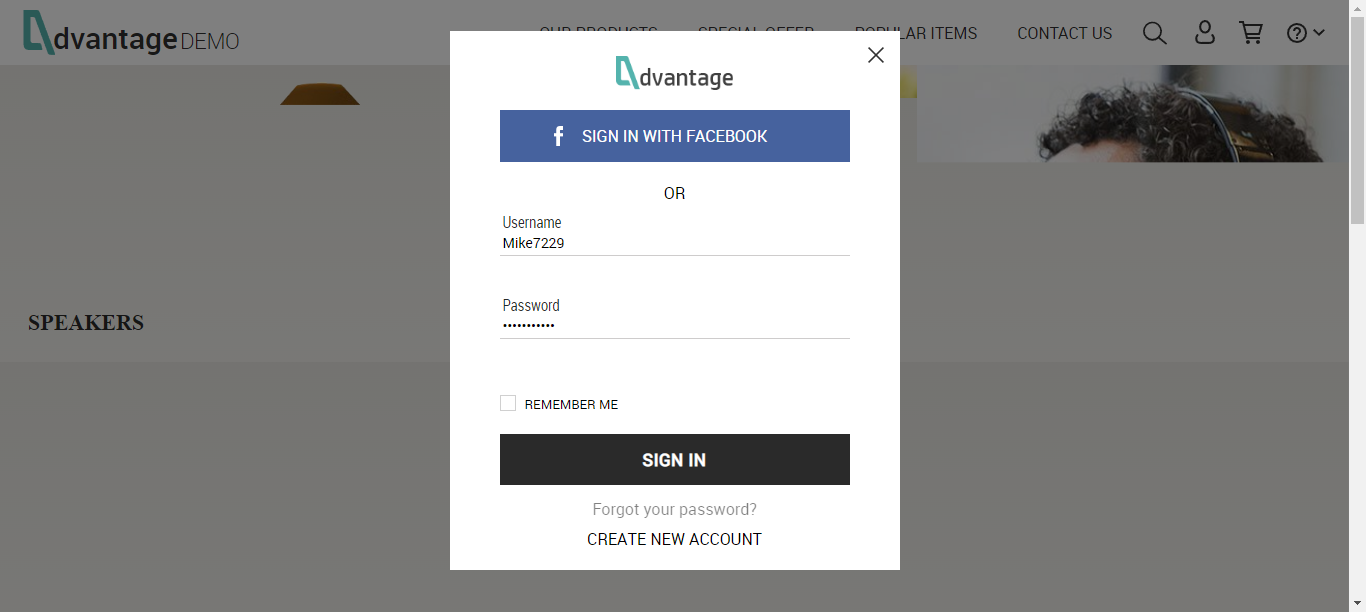 dvantage DEMO
OUR PRODUCTS SPECIAL OFFER POPULAR ITEMS CONTACT US
dvantage
SIGN IN WITH FACEBOOK
OR
Username
Mike7229
Password
•••••••••••
SPEAKERS
REMEMBER ME
SIGN IN
Forgot your password?
CREATE NEW ACCOUNT